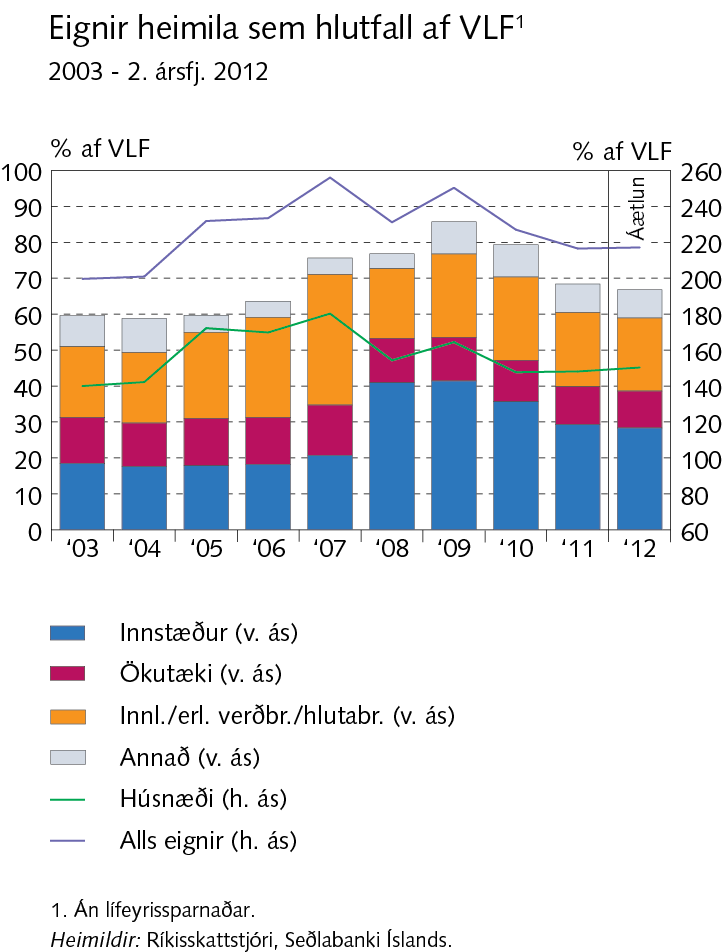 Eignir heimila sem hlutfall af VLF¹
2003 - 2. ársfj. 2012
% af VLF
% af VLF
100
90
80
70
60
50
40
30
20
10
0
260
240
220
200
180
160
140
120
100
80
60
Áætlun
‘03 ‘04 ‘05 ‘06 ‘07 ‘08 ‘09 ‘10 ‘11 ‘12
Innstæður (v. ás)
Ökutæki (v. ás)
Innl./erl. verðbr./hlutabr. (v. ás)
Annað (v. ás)
Húsnæði (h. ás)
Alls eignir (h. ás)
1. Án lífeyrissparnaðar.
Heimildir: Ríkisskattstjóri, Seðlabanki Íslands.